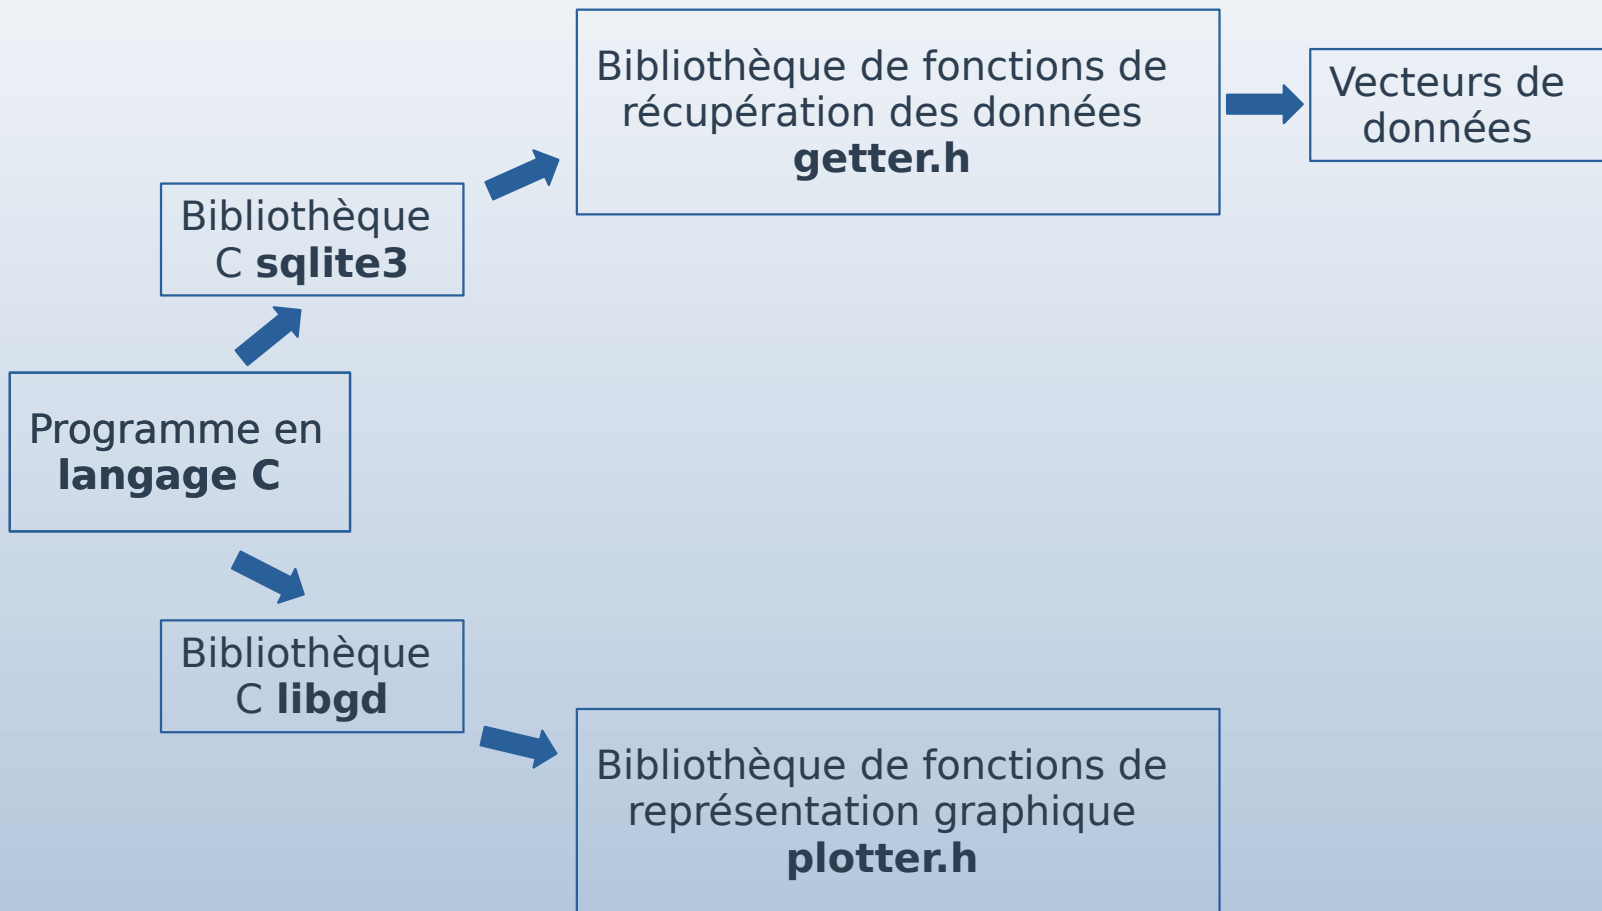 Bibliothèque de fonctions de
récupération des données
getter.h
Vecteurs de
données
Bibliothèque
C sqlite3
Programme en
langage C
Bibliothèque
C libgd
Bibliothèque de fonctions de
représentation graphique
plotter.h